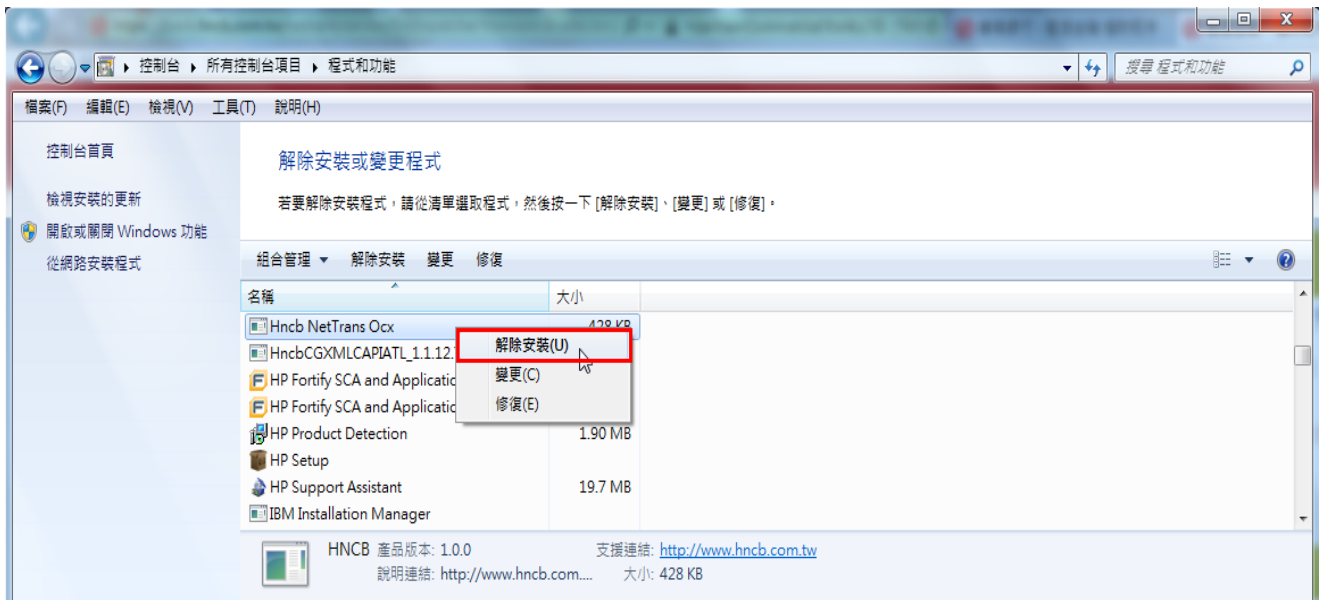 控制台 ▸ 所有控制台項目 ▸ 程式和功能
搜尋 程式和功能
檔案(F) 編輯(E) 檢視(V) 工具(T) 說明(H)
控制台首頁
檢視安裝的更新
開啟或關閉 Windows 功能
從網路安裝程式
解除安裝或變更程式
若要解除安裝程式，請從清單選取程式，然後按一下 [解除安裝]、[變更] 或 [修復]。
組合管理 ▼ 解除安裝 變更 修復
名稱 大小
Hncb NetTrans Ocx 428 KB
HncbCGXMLCAPIATL_1.1.12.
HP Fortify SCA and Applicatic
HP Fortify SCA and Applicatic
HP Product Detection 1.90 MB
HP Setup
HP Support Assistant 19.7 MB
IBM Installation Manager
解除安裝(U)
變更(C)
修復(E)
HNCB 產品版本: 1.0.0 支援連結: http://www.hncb.com.tw
說明連結: http://www.hncb.com.... 大小: 428 KB